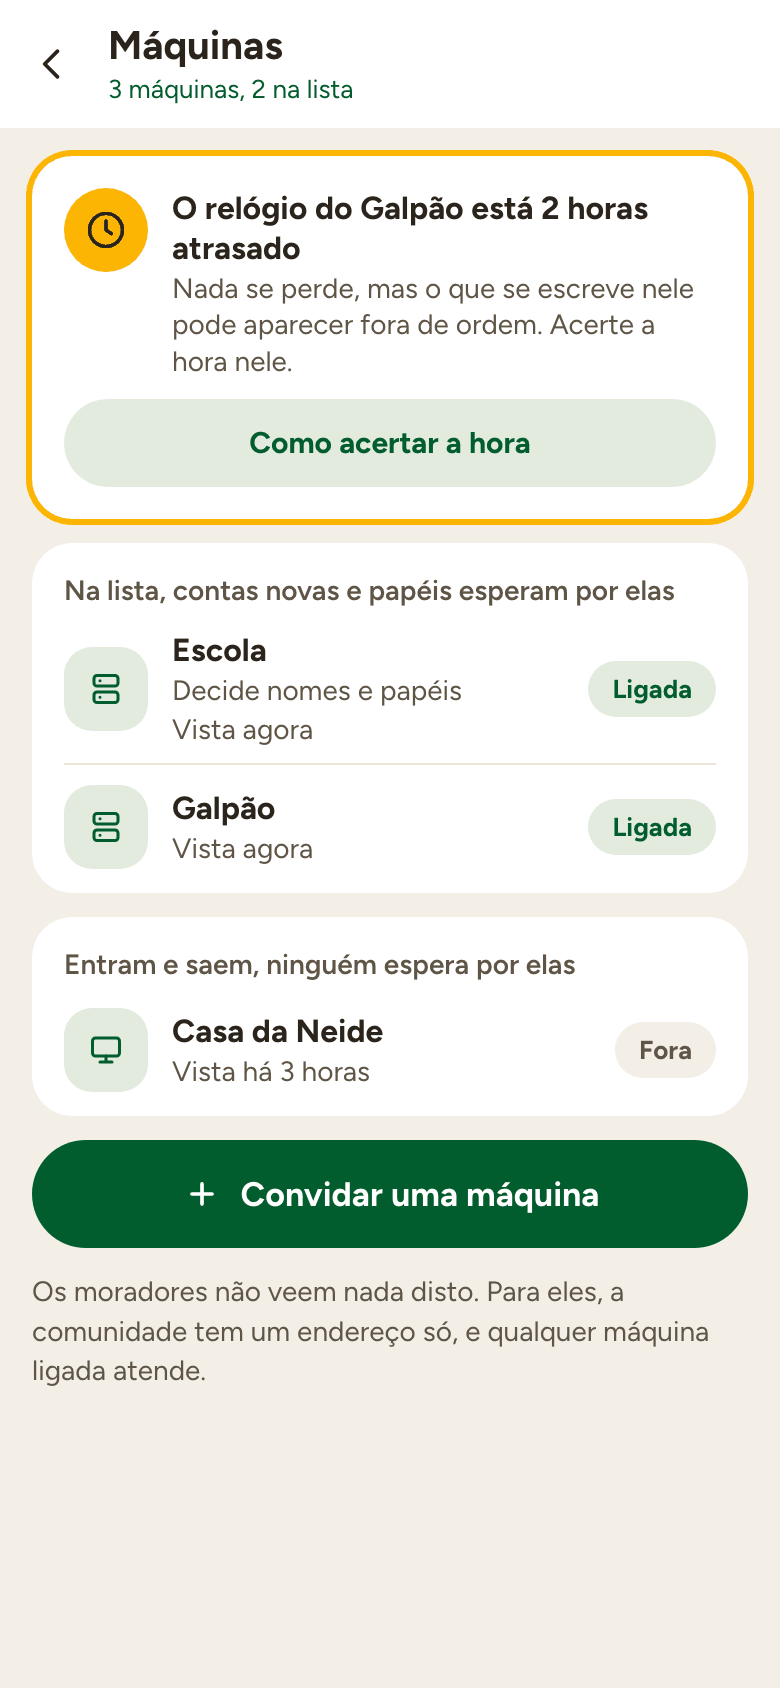 Máquinas
3 máquinas, 2 na lista
O relógio do Galpão está 2 horas
atrasado
Nada se perde, mas o que se escreve nele
pode aparecer fora de ordem. Acerte a
hora nele.
Como acertar a hora
Na lista, contas novas e papéis esperam por elas
Escola
Decide nomes e papéis
Vista agora
Ligada
Galpão
Vista agora
Ligada
Entram e saem, ninguém espera por elas
Casa da Neide
Vista há 3 horas
Fora
+ Convidar uma máquina
Os moradores não veem nada disto. Para eles, a
comunidade tem um endereço só, e qualquer máquina
ligada atende.